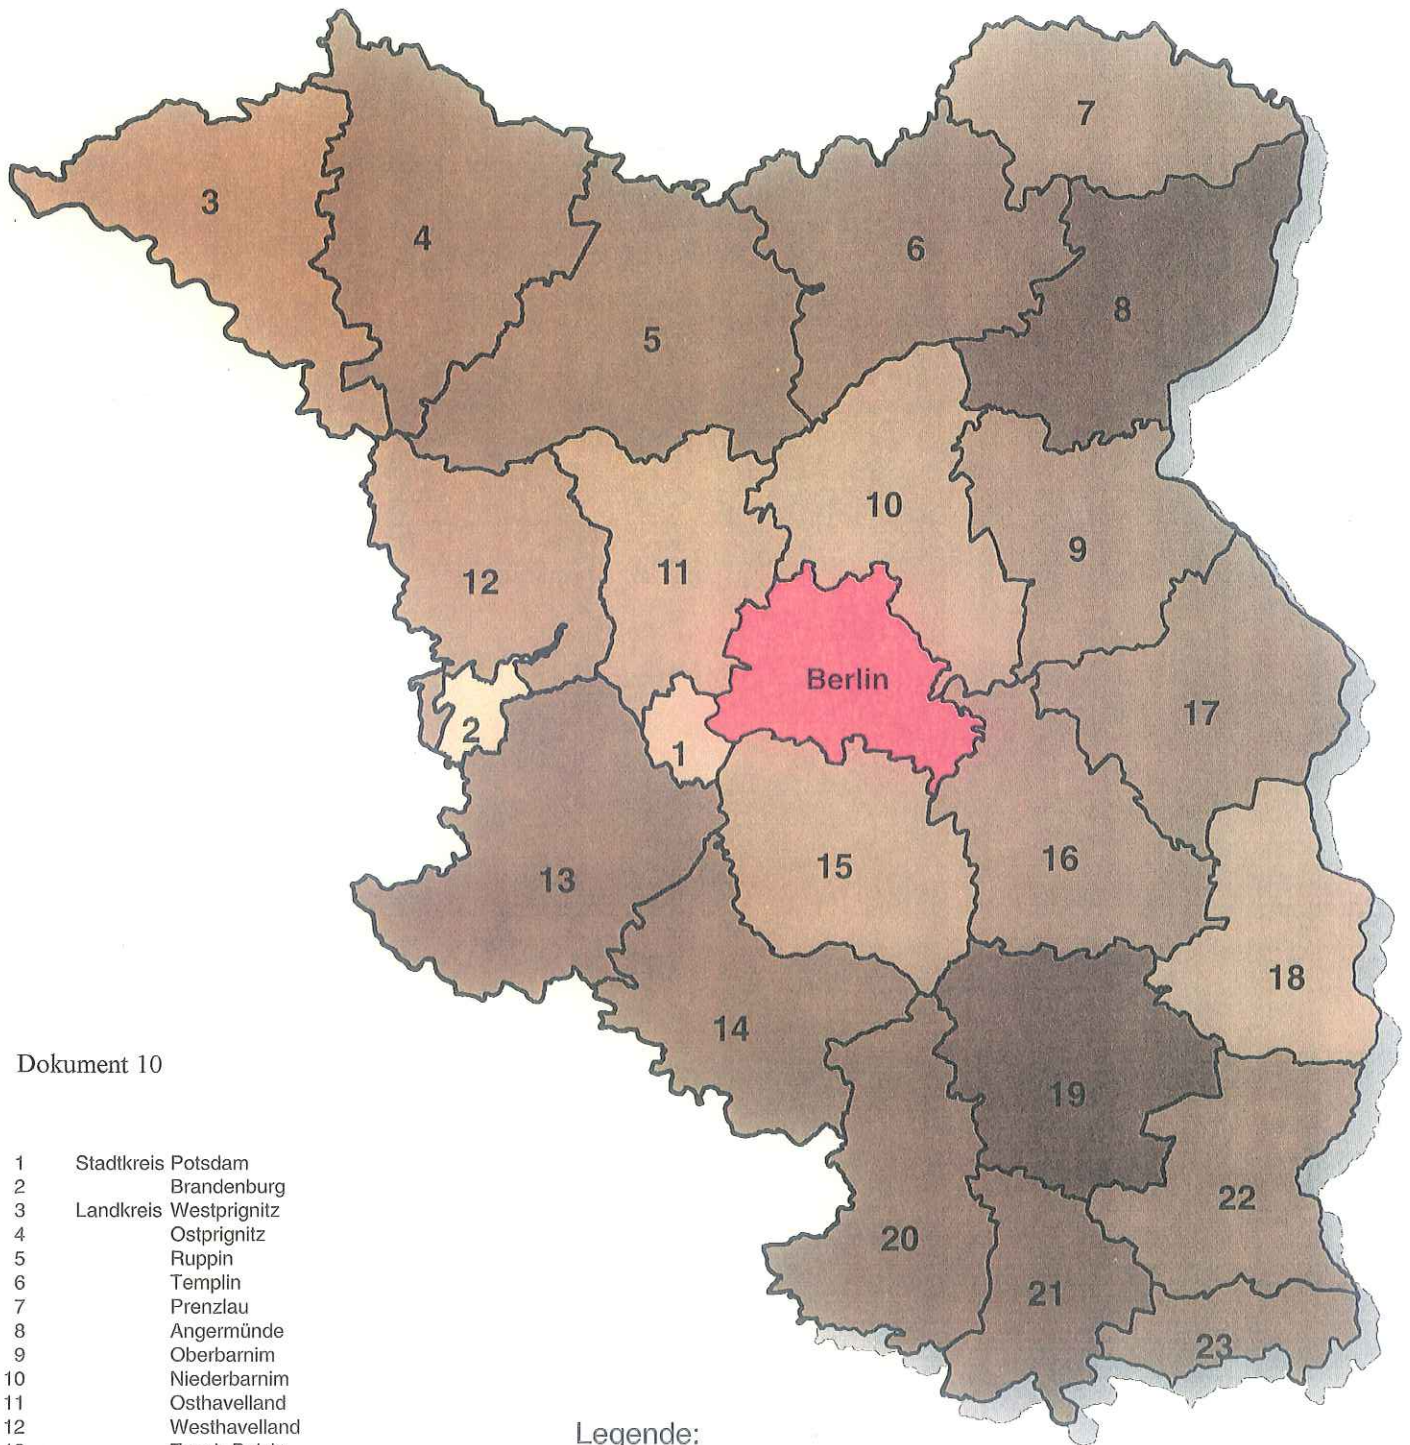 7
3
4
6
8
5
10
9
12
11
Berlin
17
2
1
15
16
13
18
14
Dokument 10
19
1 Stadtkreis Potsdam
2 Brandenburg
3 Landkreis Westprignitz
4 Ostprignitz
5 Ruppin
6 Templin
7 Prenzlau
8 Angermünde
9 Oberbarnim
10 Niederbarnim
11 Osthavelland
12 Westhavelland
22
20
21
23
Legende: